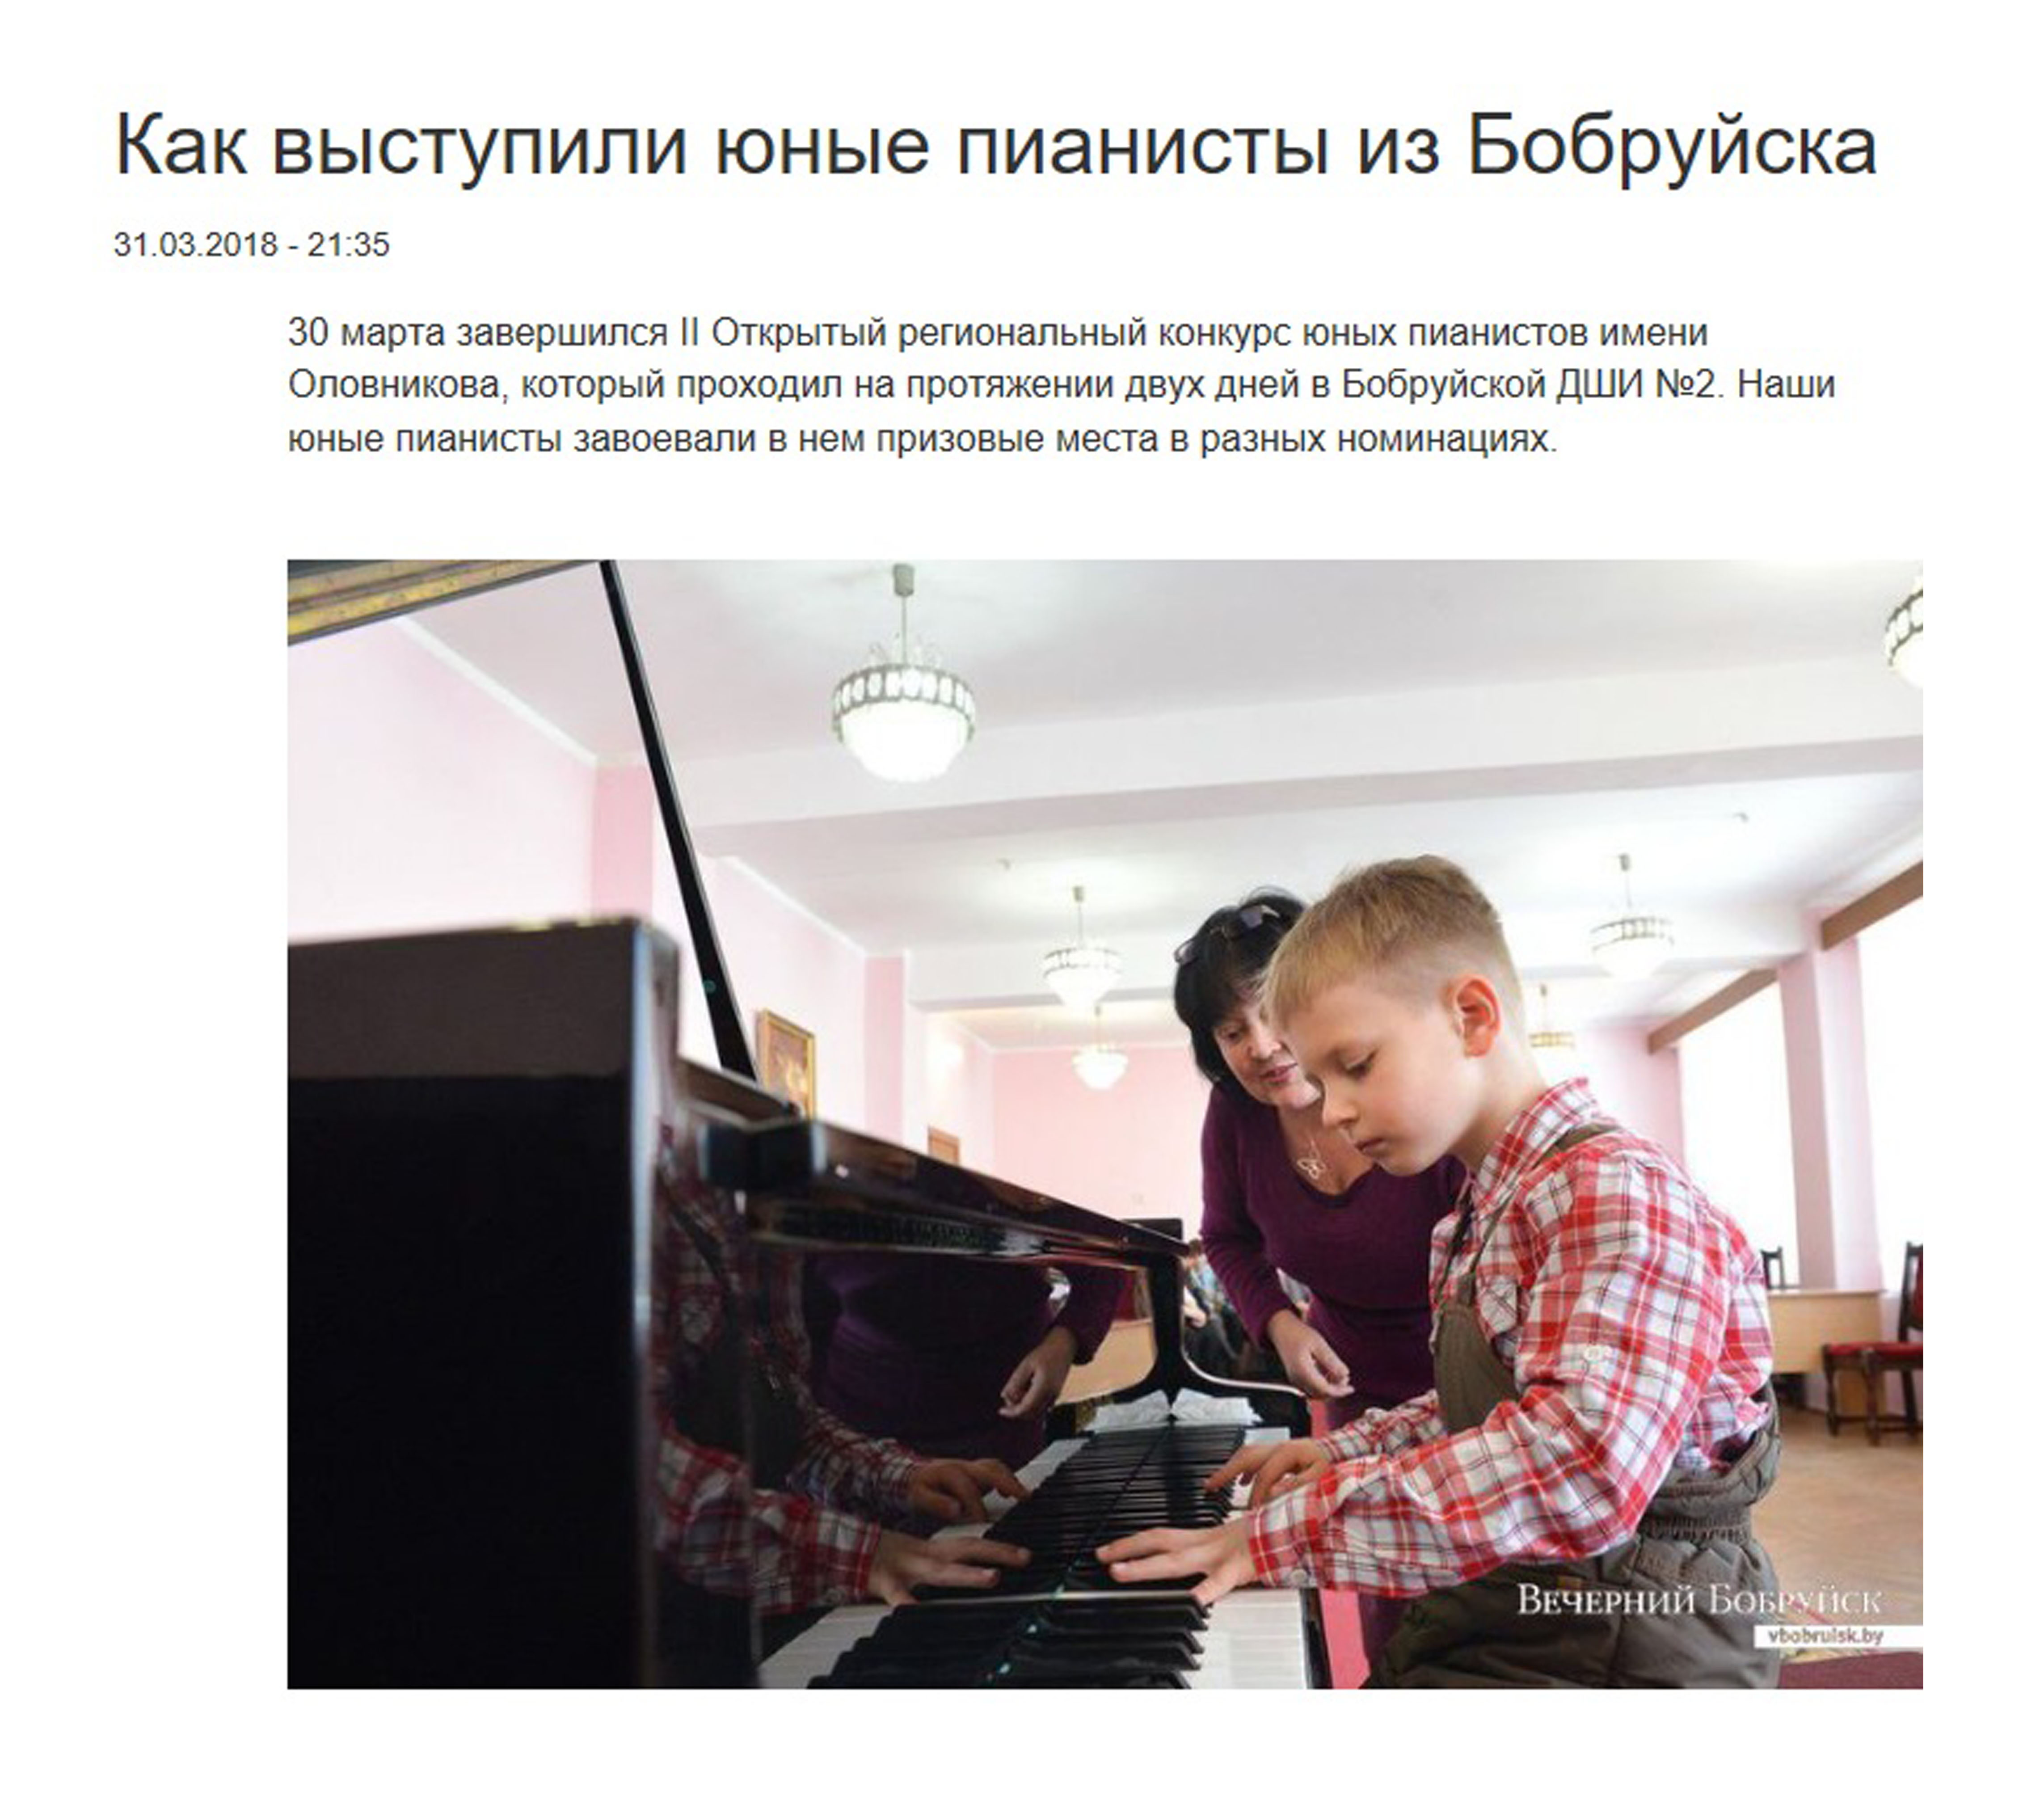 Как выступили юные пианисты из Бобруйска
31.03.2018 - 21:35
30 марта завершился II Открытый региональный конкурс юных пианистов имени
Оловникова, который проходил на протяжении двух дней в Бобруйской ДШИ №2. Наши
юные пианисты завоевали в нем призовые места в разных номинациях.
Вечерний Бобруйск
vbobruisk.by